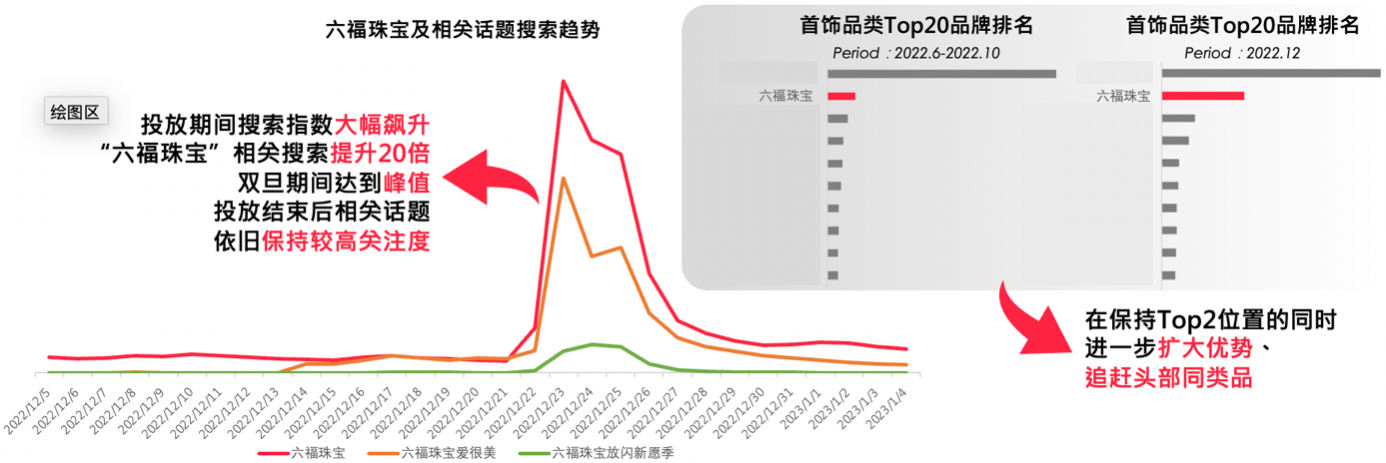 六福珠宝及相关话题搜索趋势
绘图区
投放期间搜索指数大幅飙升
“六福珠宝”相关搜索提升20倍
双旦期间达到峰值
投放结束后相关话题
依旧保持较高关注度
2022/12/5
2022/12/6
2022/12/7
2022/12/8
2022/12/9
2022/12/10
2022/12/11
2022/12/12
2022/12/13
2022/12/14
2022/12/15
2022/12/16
2022/12/17
2022/12/18
2022/12/19
2022/12/20
2022/12/21
2022/12/22
2022/12/23
2022/12/24
2022/12/25
2022/12/26
2022/12/27
2022/12/28
2022/12/29
2022/12/30
2022/12/31
2023/1/1
2023/1/2
2023/1/3
2023/1/4
六福珠宝
六福珠宝爱很美
六福珠宝放闪新愿季
首饰品类Top20品牌排名
Period：2022.6-2022.10
六福珠宝
首饰品类Top20品牌排名
Period：2022.12
六福珠宝
在保持Top2位置的同时
进一步扩大优势、
追赶头部同类品